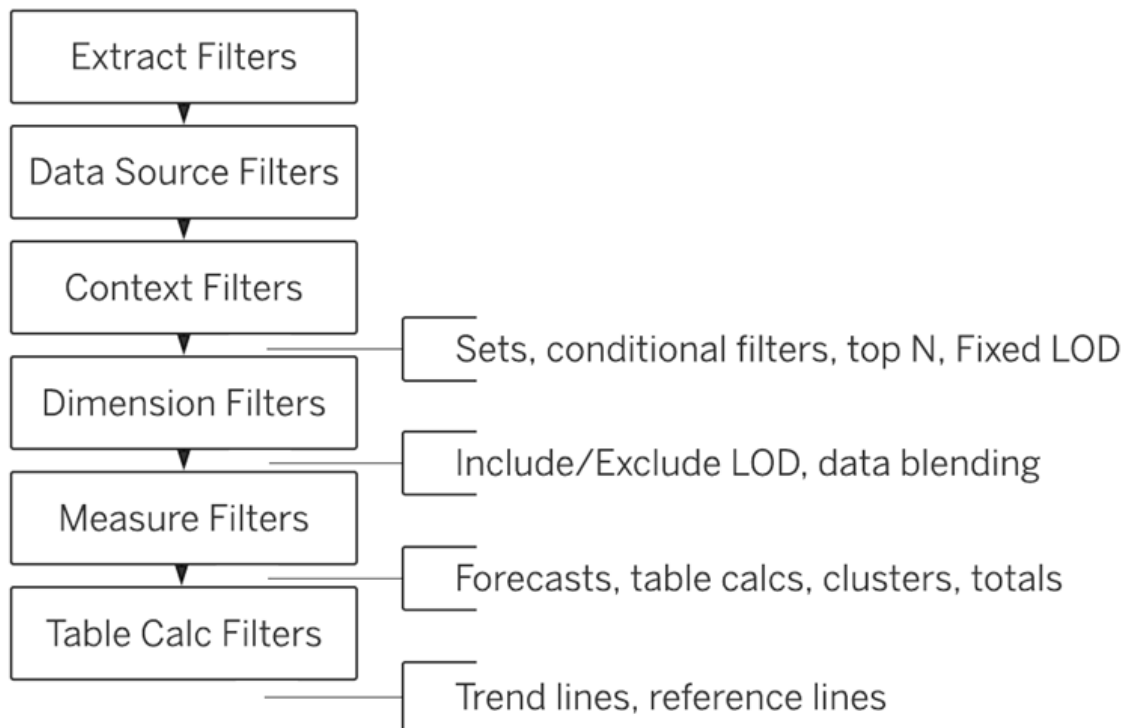 Extract Filters
Data Source Filters
Context Filters
Sets, conditional filters, top N, Fixed LOD
Dimension Filters
Include/Exclude LOD, data blending
Measure Filters
Forecasts, table calcs, clusters, totals
Table Calc Filters
Trend lines, reference lines